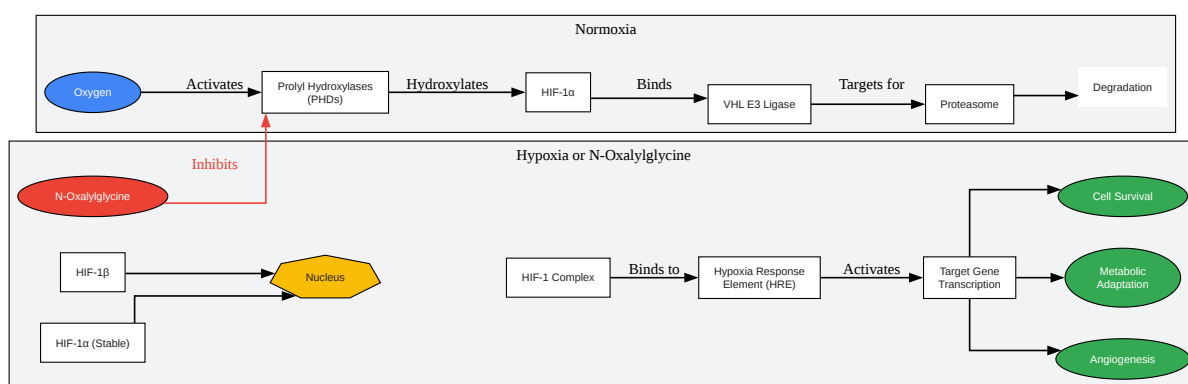 Normoxia
Oxygen
Activates
Prolyl Hydroxylases
(PHDs)
Hydroxylates
HIF-1α
Binds
VHL E3 Ligase
Targets for
Proteasome
Degradation
Hypoxia or N-Oxalylglycine
Inhibits
N-Oxalylglycine
HIF-1β
Nucleus
HIF-1α (Stable)
HIF-1 Complex
Binds to
Hypoxia Response
Element (HRE)
Activates
Target Gene
Transcription
Cell Survival
Metabolic
Adaptation
Angiogenesis